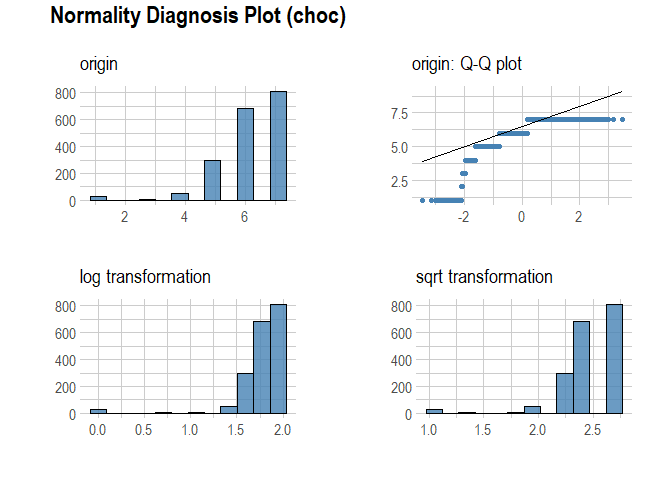 Normality Diagnosis Plot (choc)
origin
800
600
400
200
0
2 4 6
origin: Q-Q plot
7.5
5.0
2.5
-2 0 2
log transformation
800
600
400
200
0
0.0 0.5 1.0 1.5 2.0
sqrt transformation
800
600
400
200
0
1.0 1.5 2.0 2.5